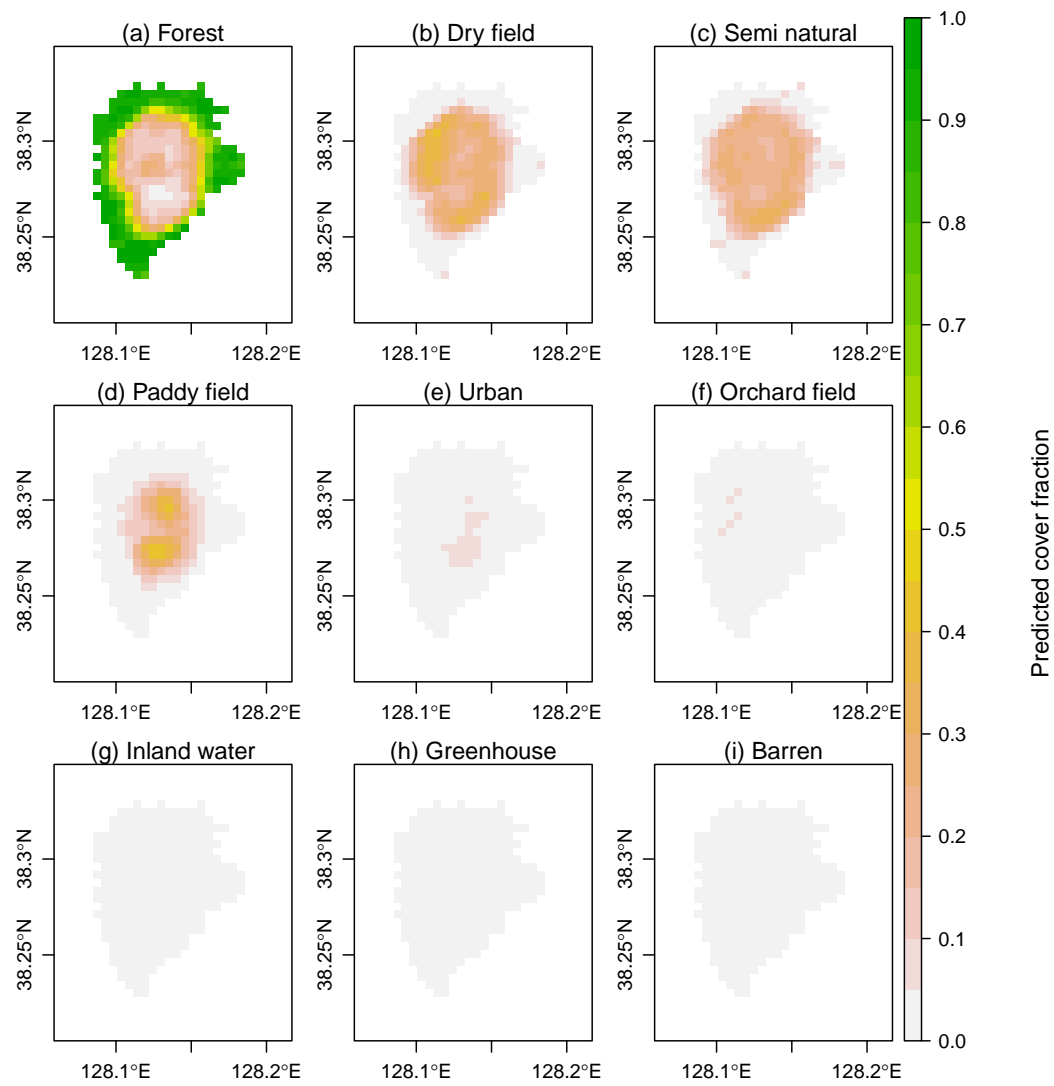 (a) Forest
(b) Dry field
(c) Semi natural
38.3°N
38.25°N
128.1°E
128.2°E
38.3°N
38.25°N
128.1°E
128.2°E
38.3°N
38.25°N
128.1°E
128.2°E
(d) Paddy field
(e) Urban
(f) Orchard field
38.3°N
38.25°N
128.1°E
128.2°E
38.3°N
38.25°N
128.1°E
128.2°E
38.3°N
38.25°N
128.1°E
128.2°E
(g) Inland water
(h) Greenhouse
(i) Barren
38.3°N
38.25°N
128.1°E
128.2°E
38.3°N
38.25°N
128.1°E
128.2°E
38.3°N
38.25°N
128.1°E
128.2°E
1.0
0.9
0.8
0.7
0.6
0.5
0.4
0.3
0.2
0.1
0.0
Predicted cover fraction